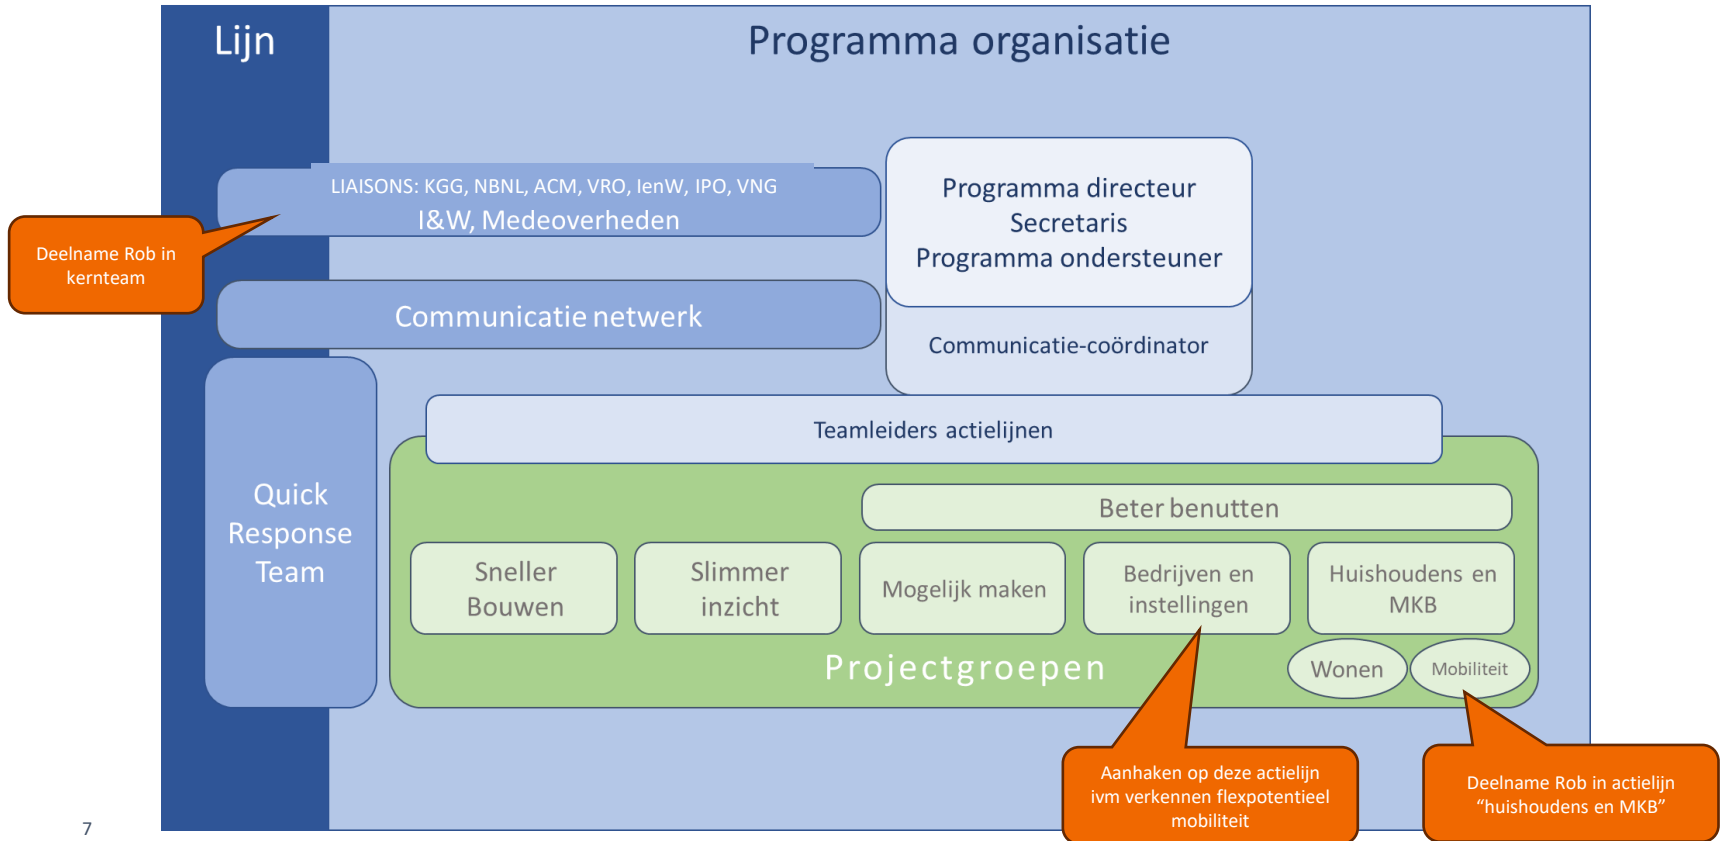 Lijn
Programma organisatie
LIAISONS: KGG, NBNL, ACM, VRO, IenW, IPO, VNG
I&W, Medeoverheden
Programma directeur
Secretaris
Programma ondersteuner
Deelname Rob in
kernteam
Communicatie netwerk
Communicatie-coördinator
Teamleiders actielijnen
Quick
Response
Team
Beter benutten
Sneller
Bouwen
Slimmer
inzicht
Mogelijk maken
Bedrijven en
instellingen
Huishoudens en
MKB
Projectgroepen
Wonen
Mobiliteit
Aanhaken op deze actielijn
ivm verkennen flexpotentieel
mobiliteit
Deelname Rob in actielijn
“huishoudens en MKB”
7